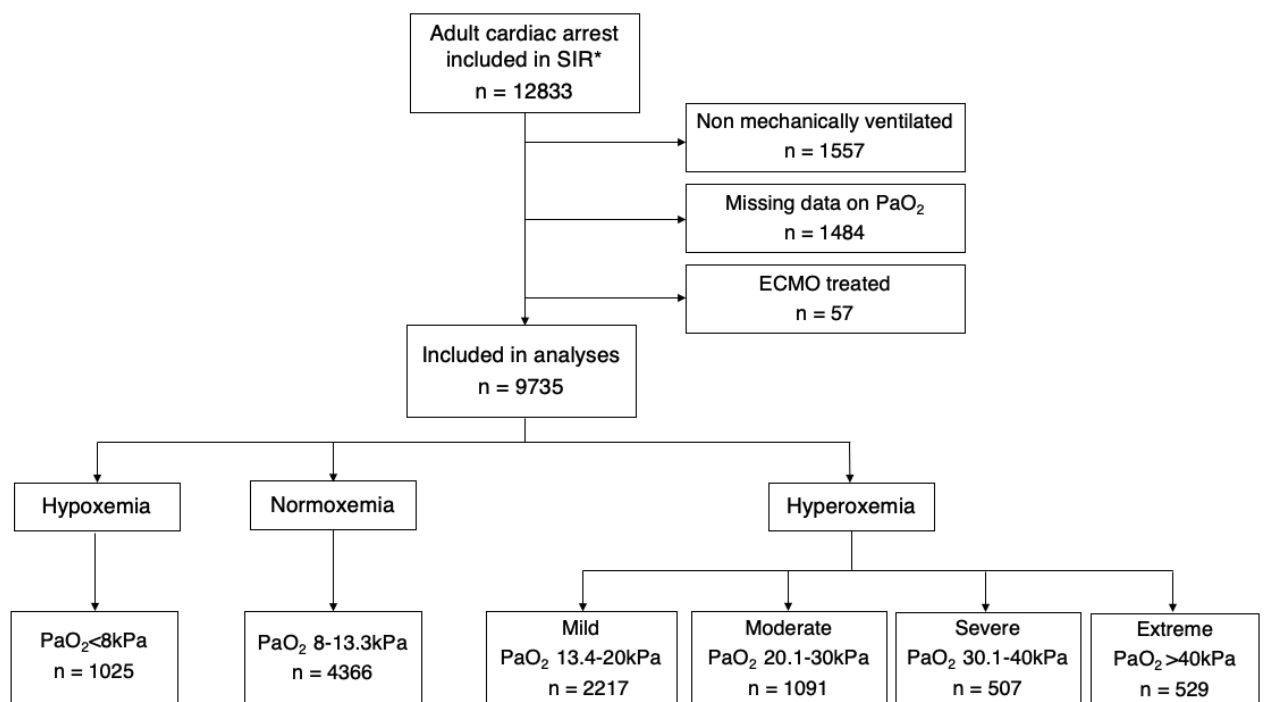 Adult cardiac arrest
included in SIR*
n = 12833
Non mechanically ventilated
n = 1557
Missing data on PaO₂
n = 1484
ECMO treated
n = 57
Included in analyses
n = 9735
Hypoxemia
Normoxemia
Hyperoxemia
PaO₂<8kPa
n = 1025
PaO₂ 8-13.3kPa
n = 4366
Mild
PaO₂ 13.4-20kPa
n = 2217
Moderate
PaO₂ 20.1-30kPa
n = 1091
Severe
PaO₂ 30.1-40kPa
n = 507
Extreme
PaO₂ >40kPa
n = 529